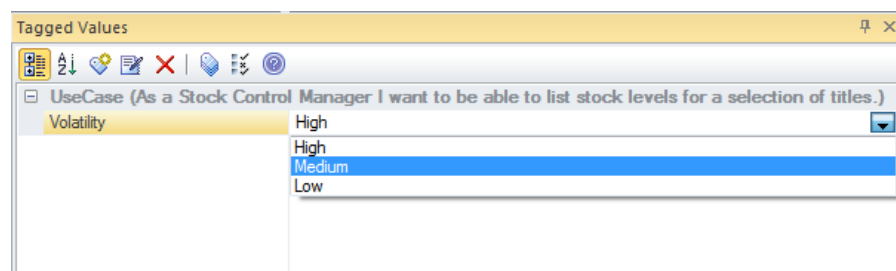 Tagged Values
UseCase (As a Stock Control Manager I want to be able to list stock levels for a selection of titles.)
Volatility High
High
Medium
Low